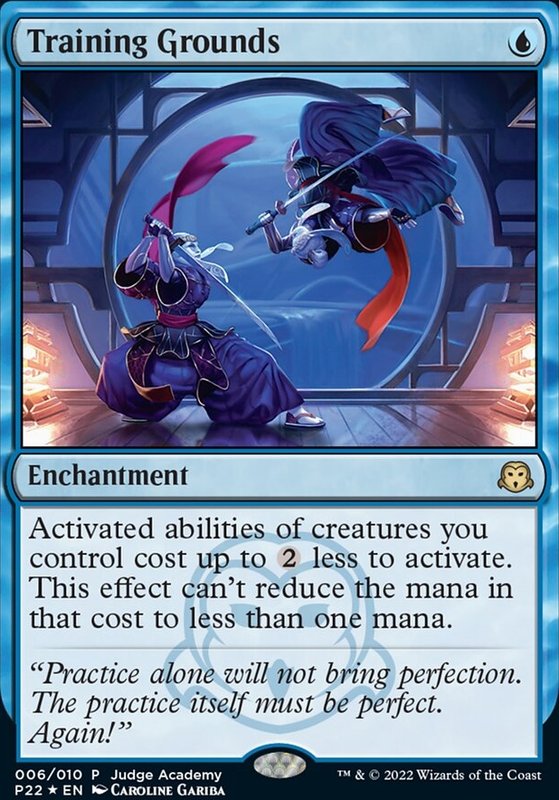 Training Grounds
Enchantment
Activated abilities of creatures you
control cost up to 2 less to activate.
This effect can't reduce the mana in
that cost to less than one mana.
“Practice alone will not bring perfection.
The practice itself must be perfect.
Again!”
006/010 P Judge Academy
P22 ★ EN Caroline Gariba
™ & © 2022 Wizards of the Coast